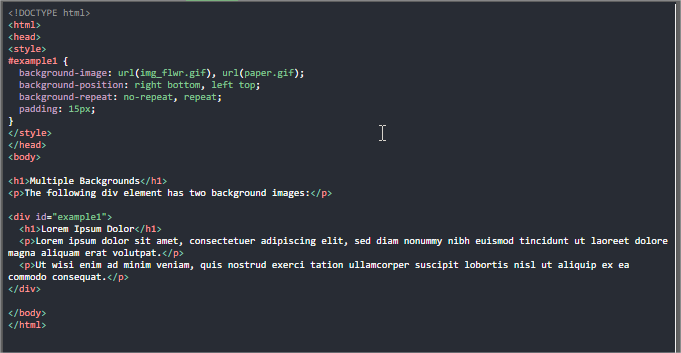 <!DOCTYPE html>
<html>
<head>
<style>
#example1 {
  background-image: url(img_flwr.gif), url(paper.gif);
  background-position: right bottom, left top;
  background-repeat: no-repeat, repeat;
  padding: 15px;
}
</style>
</head>
<body>

<h1>Multiple Backgrounds</h1>
<p>The following div element has two background images:</p>

<div id="example1">
  <h1>Lorem Ipsum Dolor</h1>
  <p>Lorem ipsum dolor sit amet, consectetuer adipiscing elit, sed diam nonummy nibh euismod tincidunt ut laoreet dolore
magna aliquam erat volutpat.</p>
  <p>Ut wisi enim ad minim veniam, quis nostrud exerci tation ullamcorper suscipit lobortis nisl ut aliquip ex ea
commodo consequat.</p>
</div>

</body>
</html>